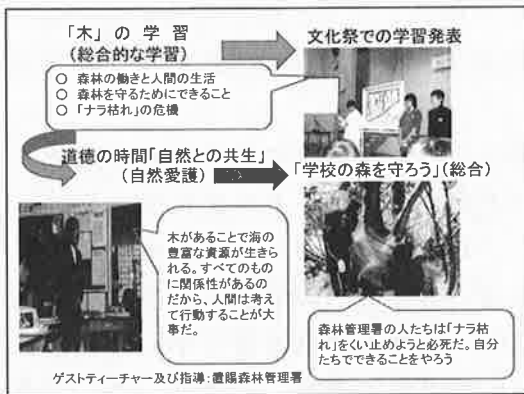 「木」の学習
(総合的な学習)
文化祭での学習発表
○ 森林の働きと人間の生活
○ 森林を守るためにできること
○ 「ナラ枯れ」の危機
道徳の時間「自然との共生」
(自然愛護)
「学校の森を守ろう」(総合)
木があることで海の
豊富な資源が生きら
れる。すべてのもの
に関係性があるの
だから、人間は考え
て行動することが大
事だ。
森林管理署の人たちは「ナラ枯
れ」をくい止めようと必死だ。自分
たちでできることをやろう
ゲストティーチャー及び指導:置賜森林管理署